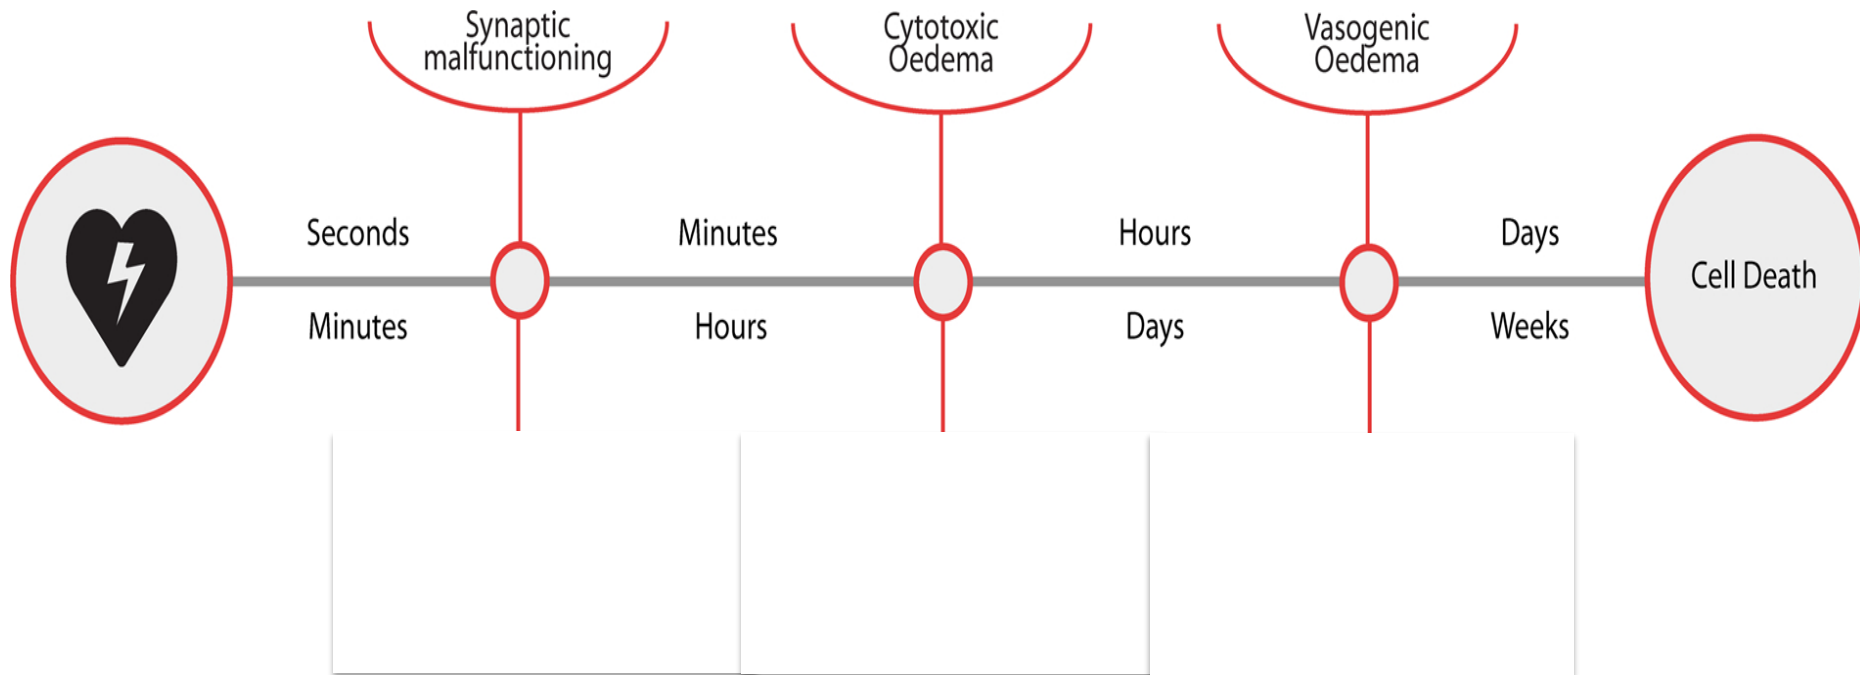 Synaptic
malfunctioning
Cytotoxic
Oedema
Vasogenic
Oedema
Seconds
Minutes
Hours
Days
Cell Death
Minutes
Hours
Days
Weeks